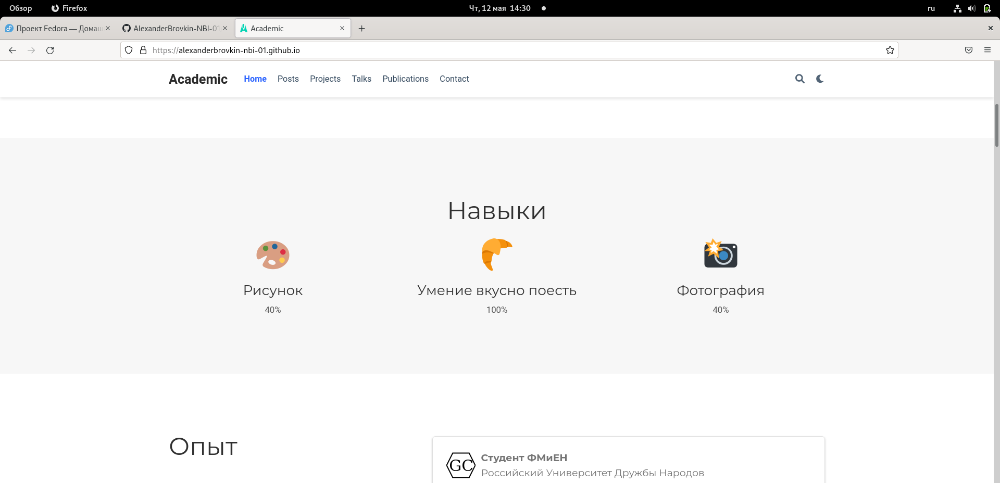 Обзор Firefox Чт, 12 мая 14:30 ru
Проект Fedora — Домаш AlexanderBrovkin-NBI-01 Academic
https://alexanderbrovkin-nbi-01.github.io
Academic Home Posts Projects Talks Publications Contact
Навыки
Рисунок Умение вкусно поесть Фотография
40% 100% 40%
Опыт
GC
Студент ФМиЕН
Российский Университет Дружбы Народов